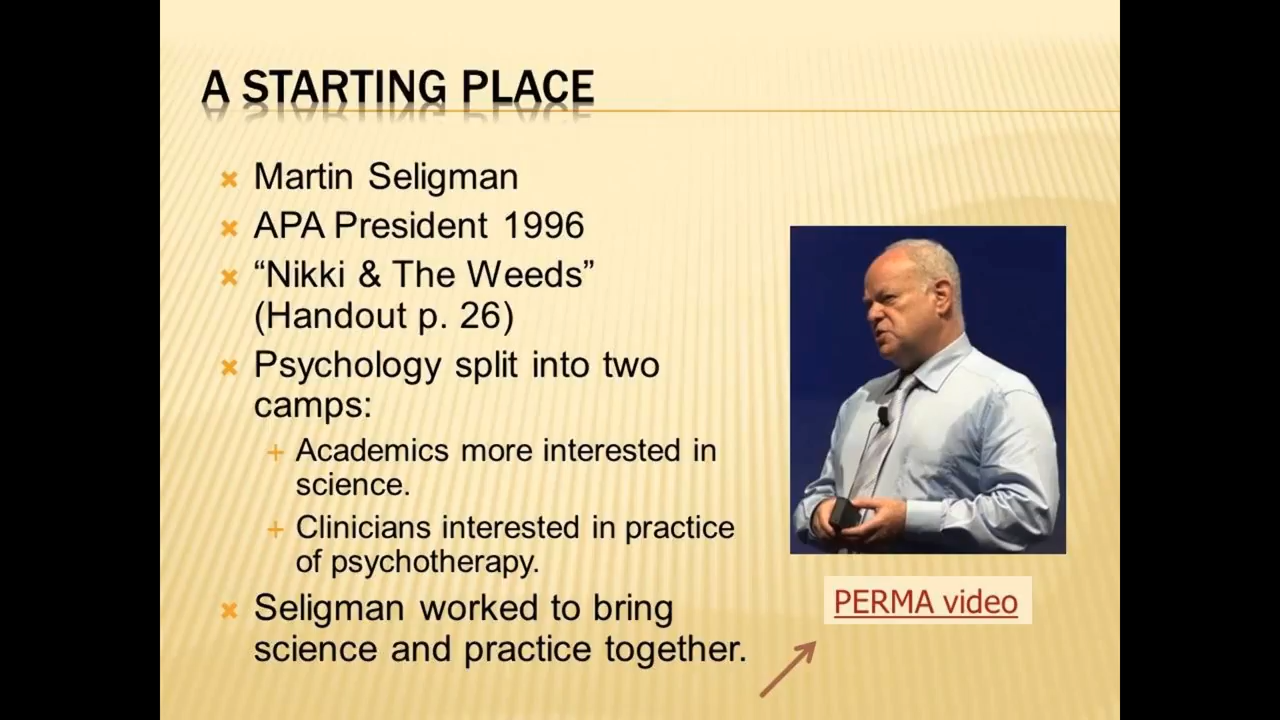 A STARTING PLACE
Martin Seligman
APA President 1996
“Nikki & The Weeds”
(Handout p. 26)
Psychology split into two
camps:
Academics more interested in
science.
Clinicians interested in practice
of psychotherapy.
Seligman worked to bring
science and practice together.
PERMA video